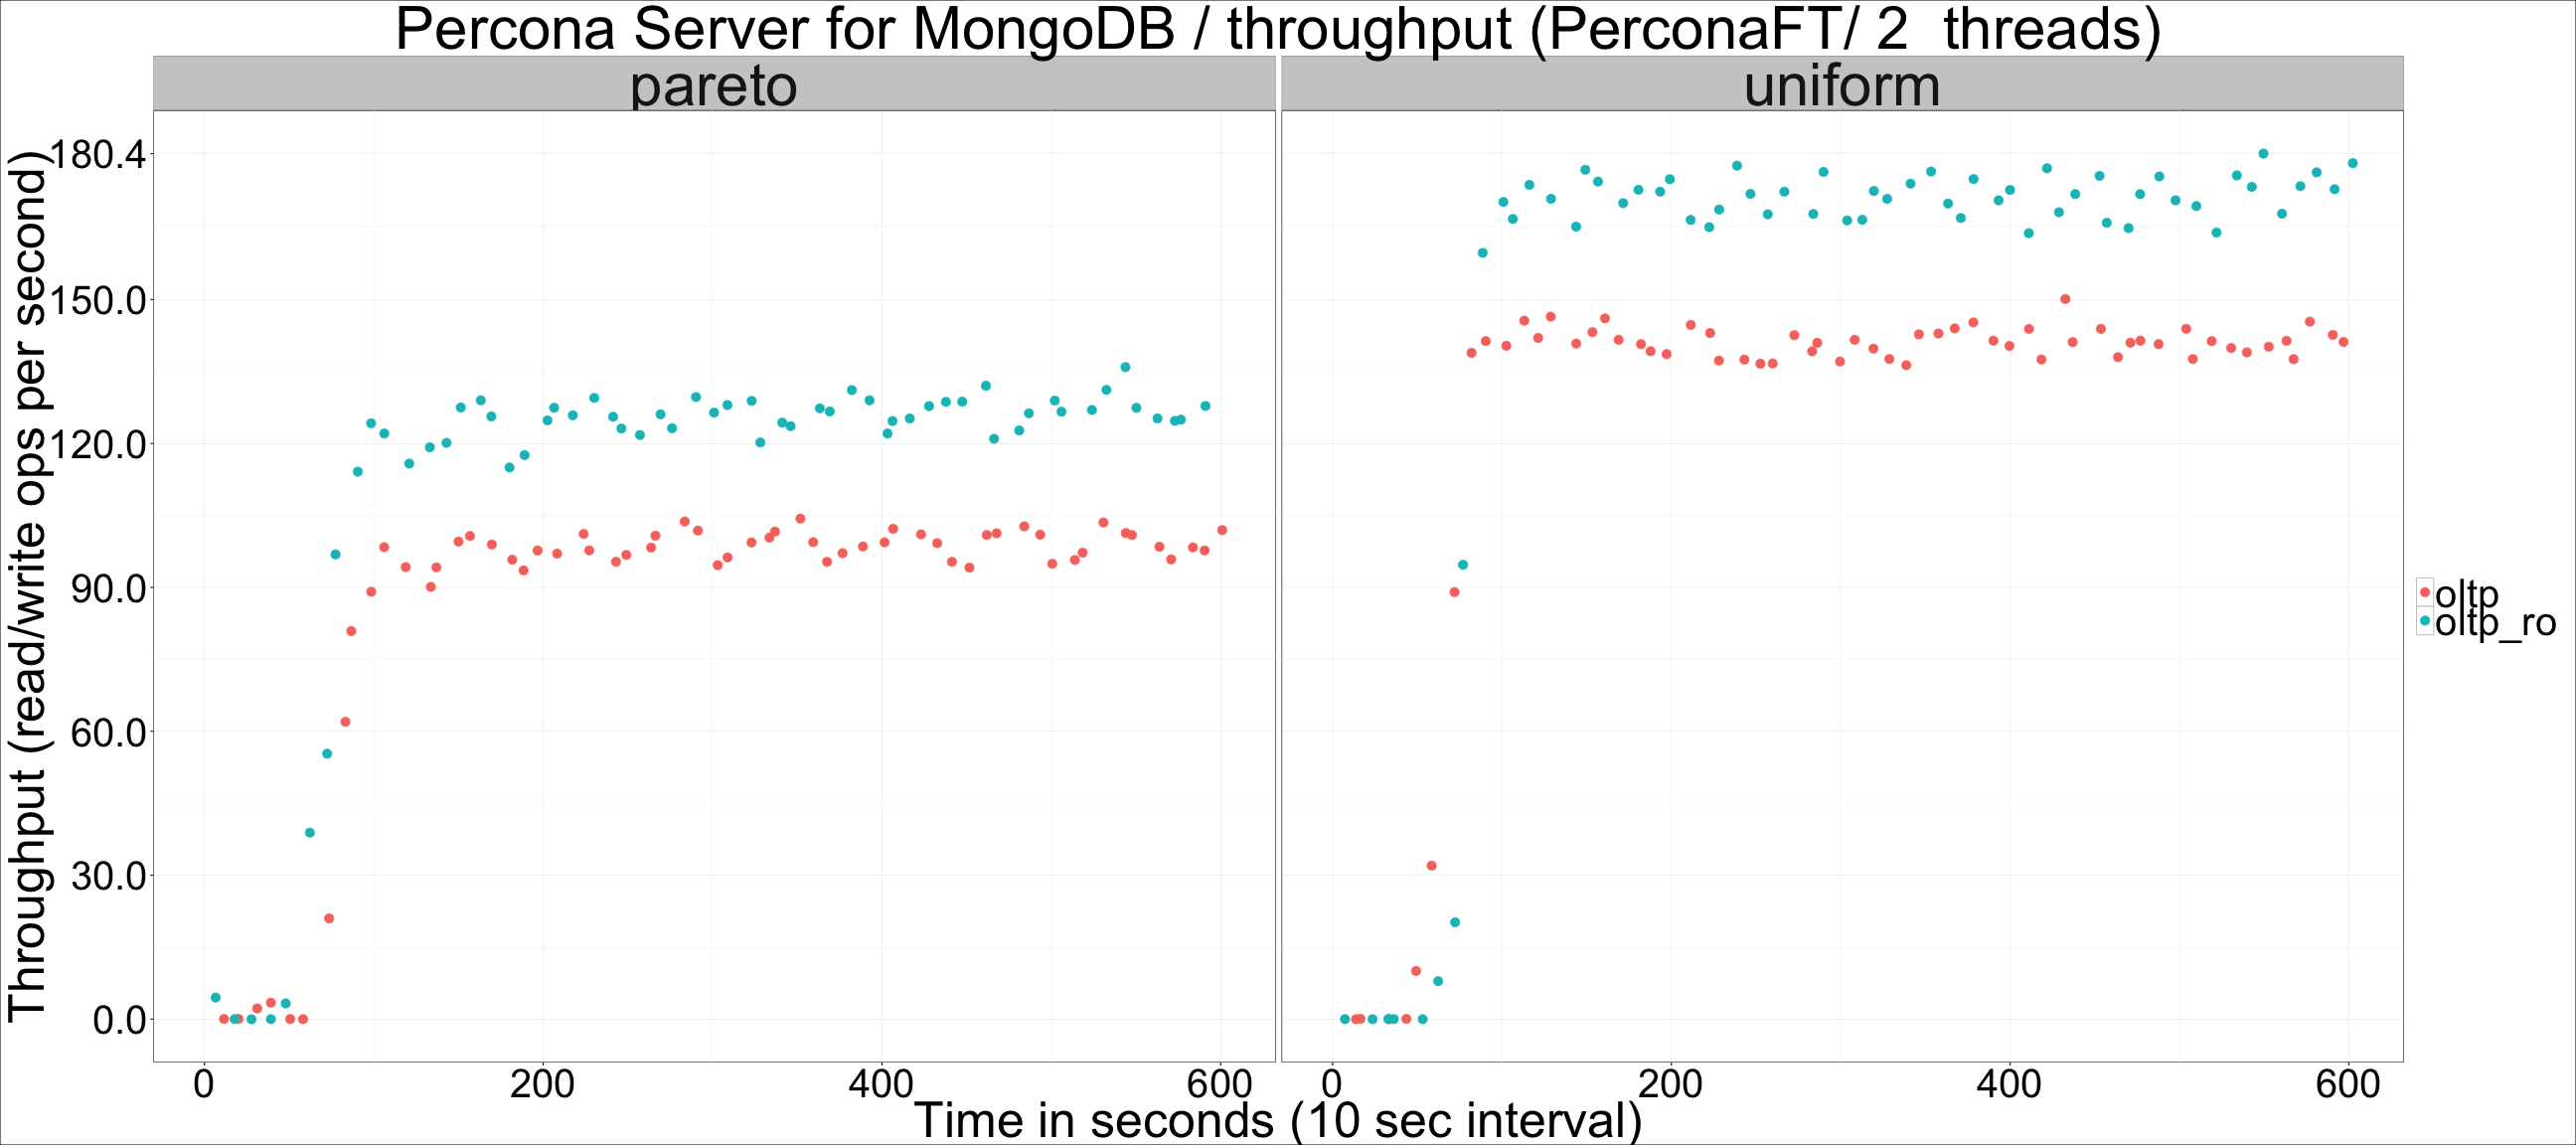 Percona Server for MongoDB / throughput (PerconaFT/ 2  threads)
pareto
uniform
Throughput (read/write ops per second)
180.4
150.0
120.0
90.0
60.0
30.0
0.0
0
200
400
600
0
200
400
600
Time in seconds (10 sec interval)
oltp
oltp_ro